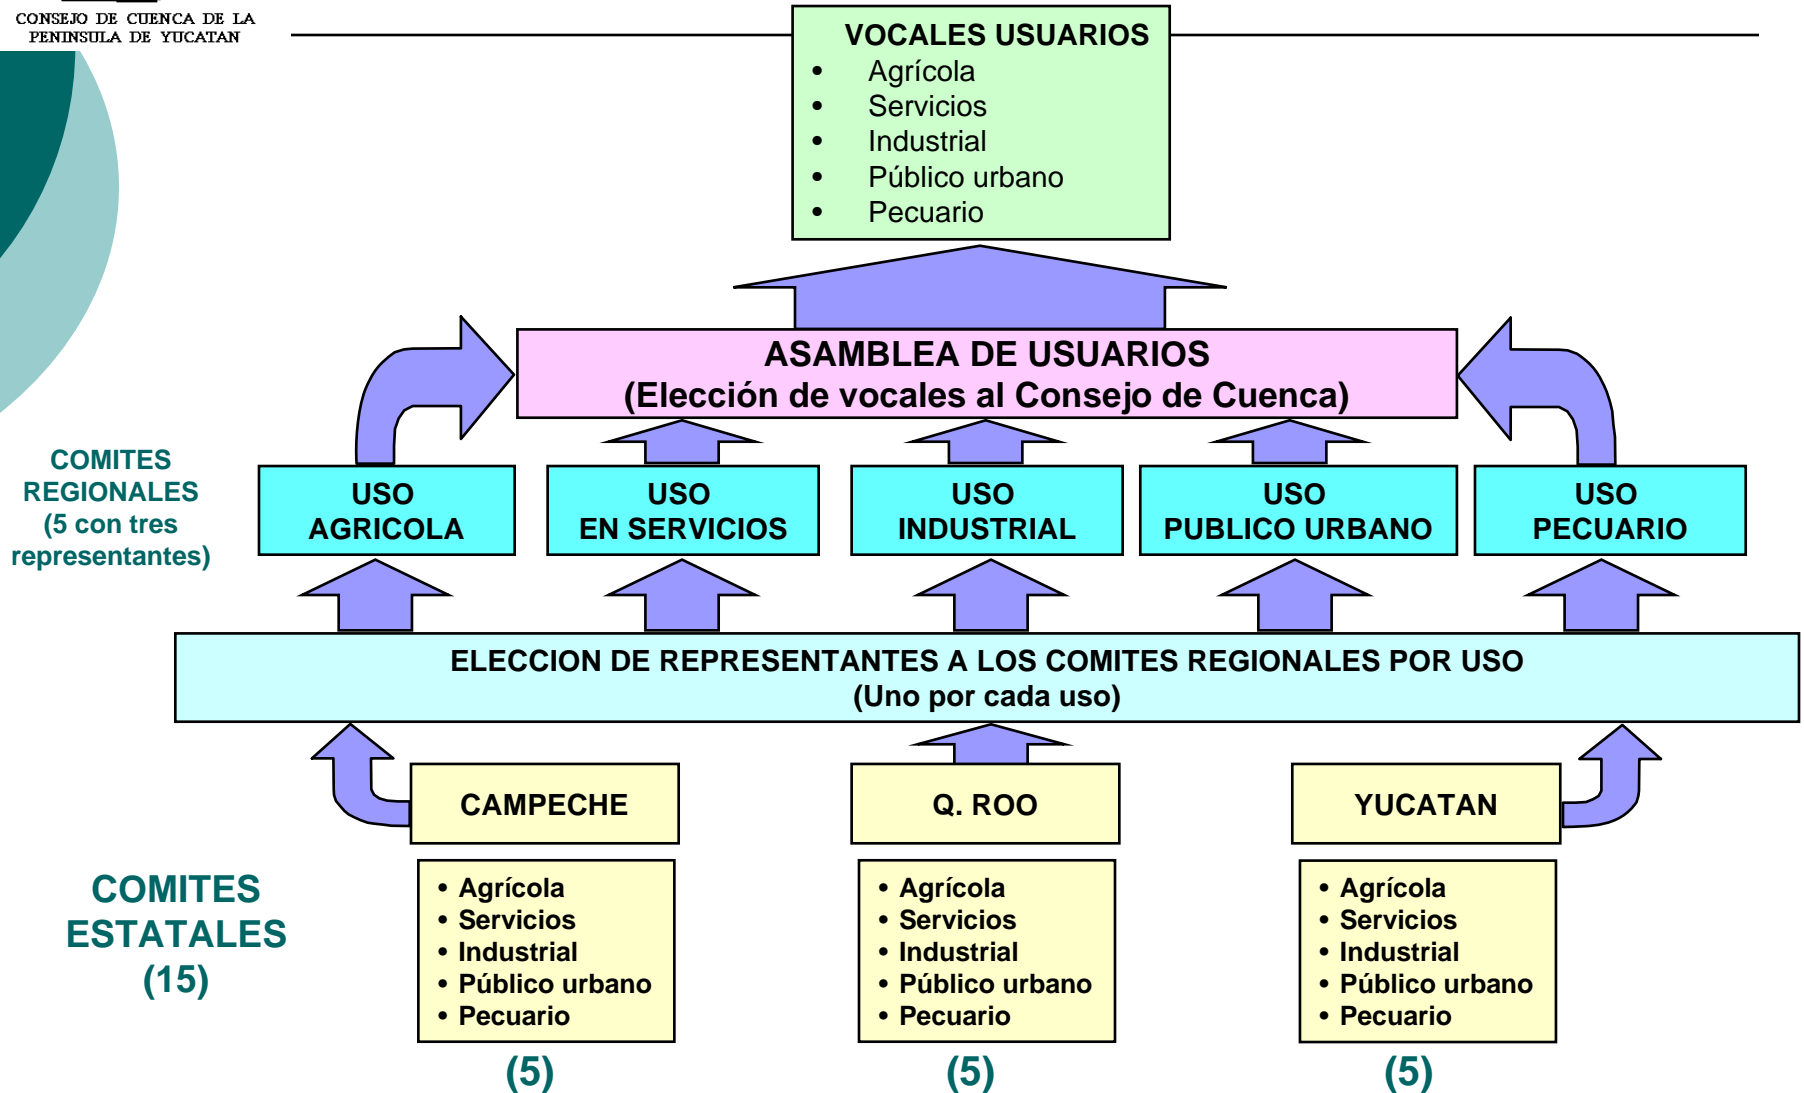 CONSEJO DE CUENCA DE LA
PENINSULA DE YUCATAN
VOCALES USUARIOS
• Agrícola
• Servicios
• Industrial
• Público urbano
• Pecuario
ASAMBLEA DE USUARIOS
(Elección de vocales al Consejo de Cuenca)
COMITES
REGIONALES
(5 con tres
representantes)
USO
AGRICOLA
USO
EN SERVICIOS
USO
INDUSTRIAL
USO
PUBLICO URBANO
USO
PECUARIO
ELECCION DE REPRESENTANTES A LOS COMITES REGIONALES POR USO
(Uno por cada uso)
CAMPECHE
Q. ROO
YUCATAN
COMITES
ESTATALES
(15)
• Agrícola
• Servicios
• Industrial
• Público urbano
• Pecuario
(5)
• Agrícola
• Servicios
• Industrial
• Público urbano
• Pecuario
(5)
• Agrícola
• Servicios
• Industrial
• Público urbano
• Pecuario
(5)